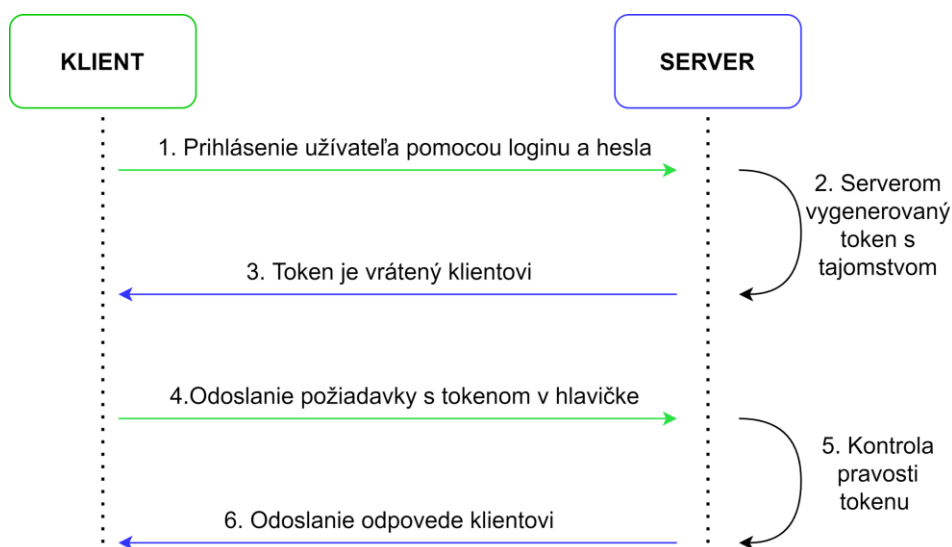 KLIENT
SERVER
1. Prihlásenie užívateľa pomocou loginu a hesla
2. Serverom
vygenerovaný
token s
tajomstvom
3. Token je vrátený klientovi
4.Odoslanie požiadavky s tokenom v hlavičke
5. Kontrola
pravosti
tokenu
6. Odoslanie odpovede klientovi